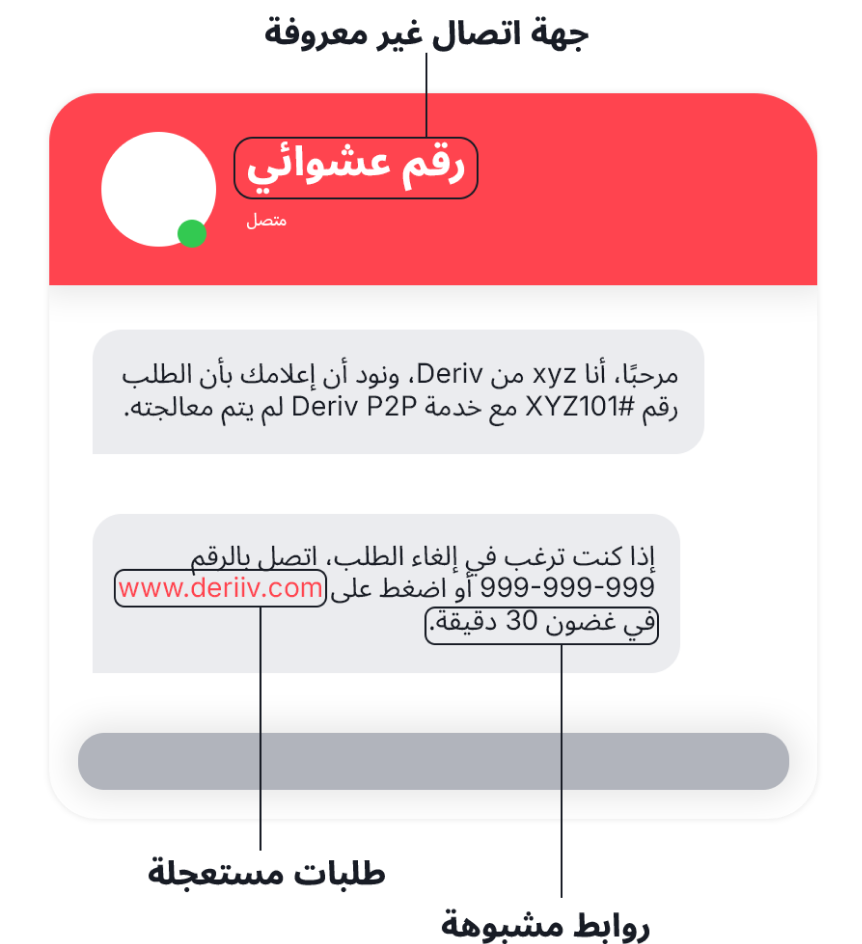 جهة اتصال غير معروفة
رقم عشوائي
متصل
مرحبًا، أنا xyz من Deriv، ونود أن إعلامك بأن الطلب
رقم #XYZ101 مع خدمة Deriv P2P لم يتم معالجته.
إذا كنت ترغب في إلغاء الطلب، اتصل بالرقم
999-999-999 أو اضغط على www.deriiv.com
في غضون 30 دقيقة.
طلبات مستعجلة
روابط مشبوهة